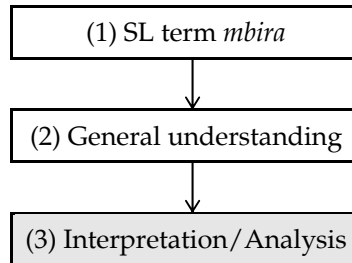 (1) SL term mbira
(2) General understanding
(3) Interpretation/Analysis